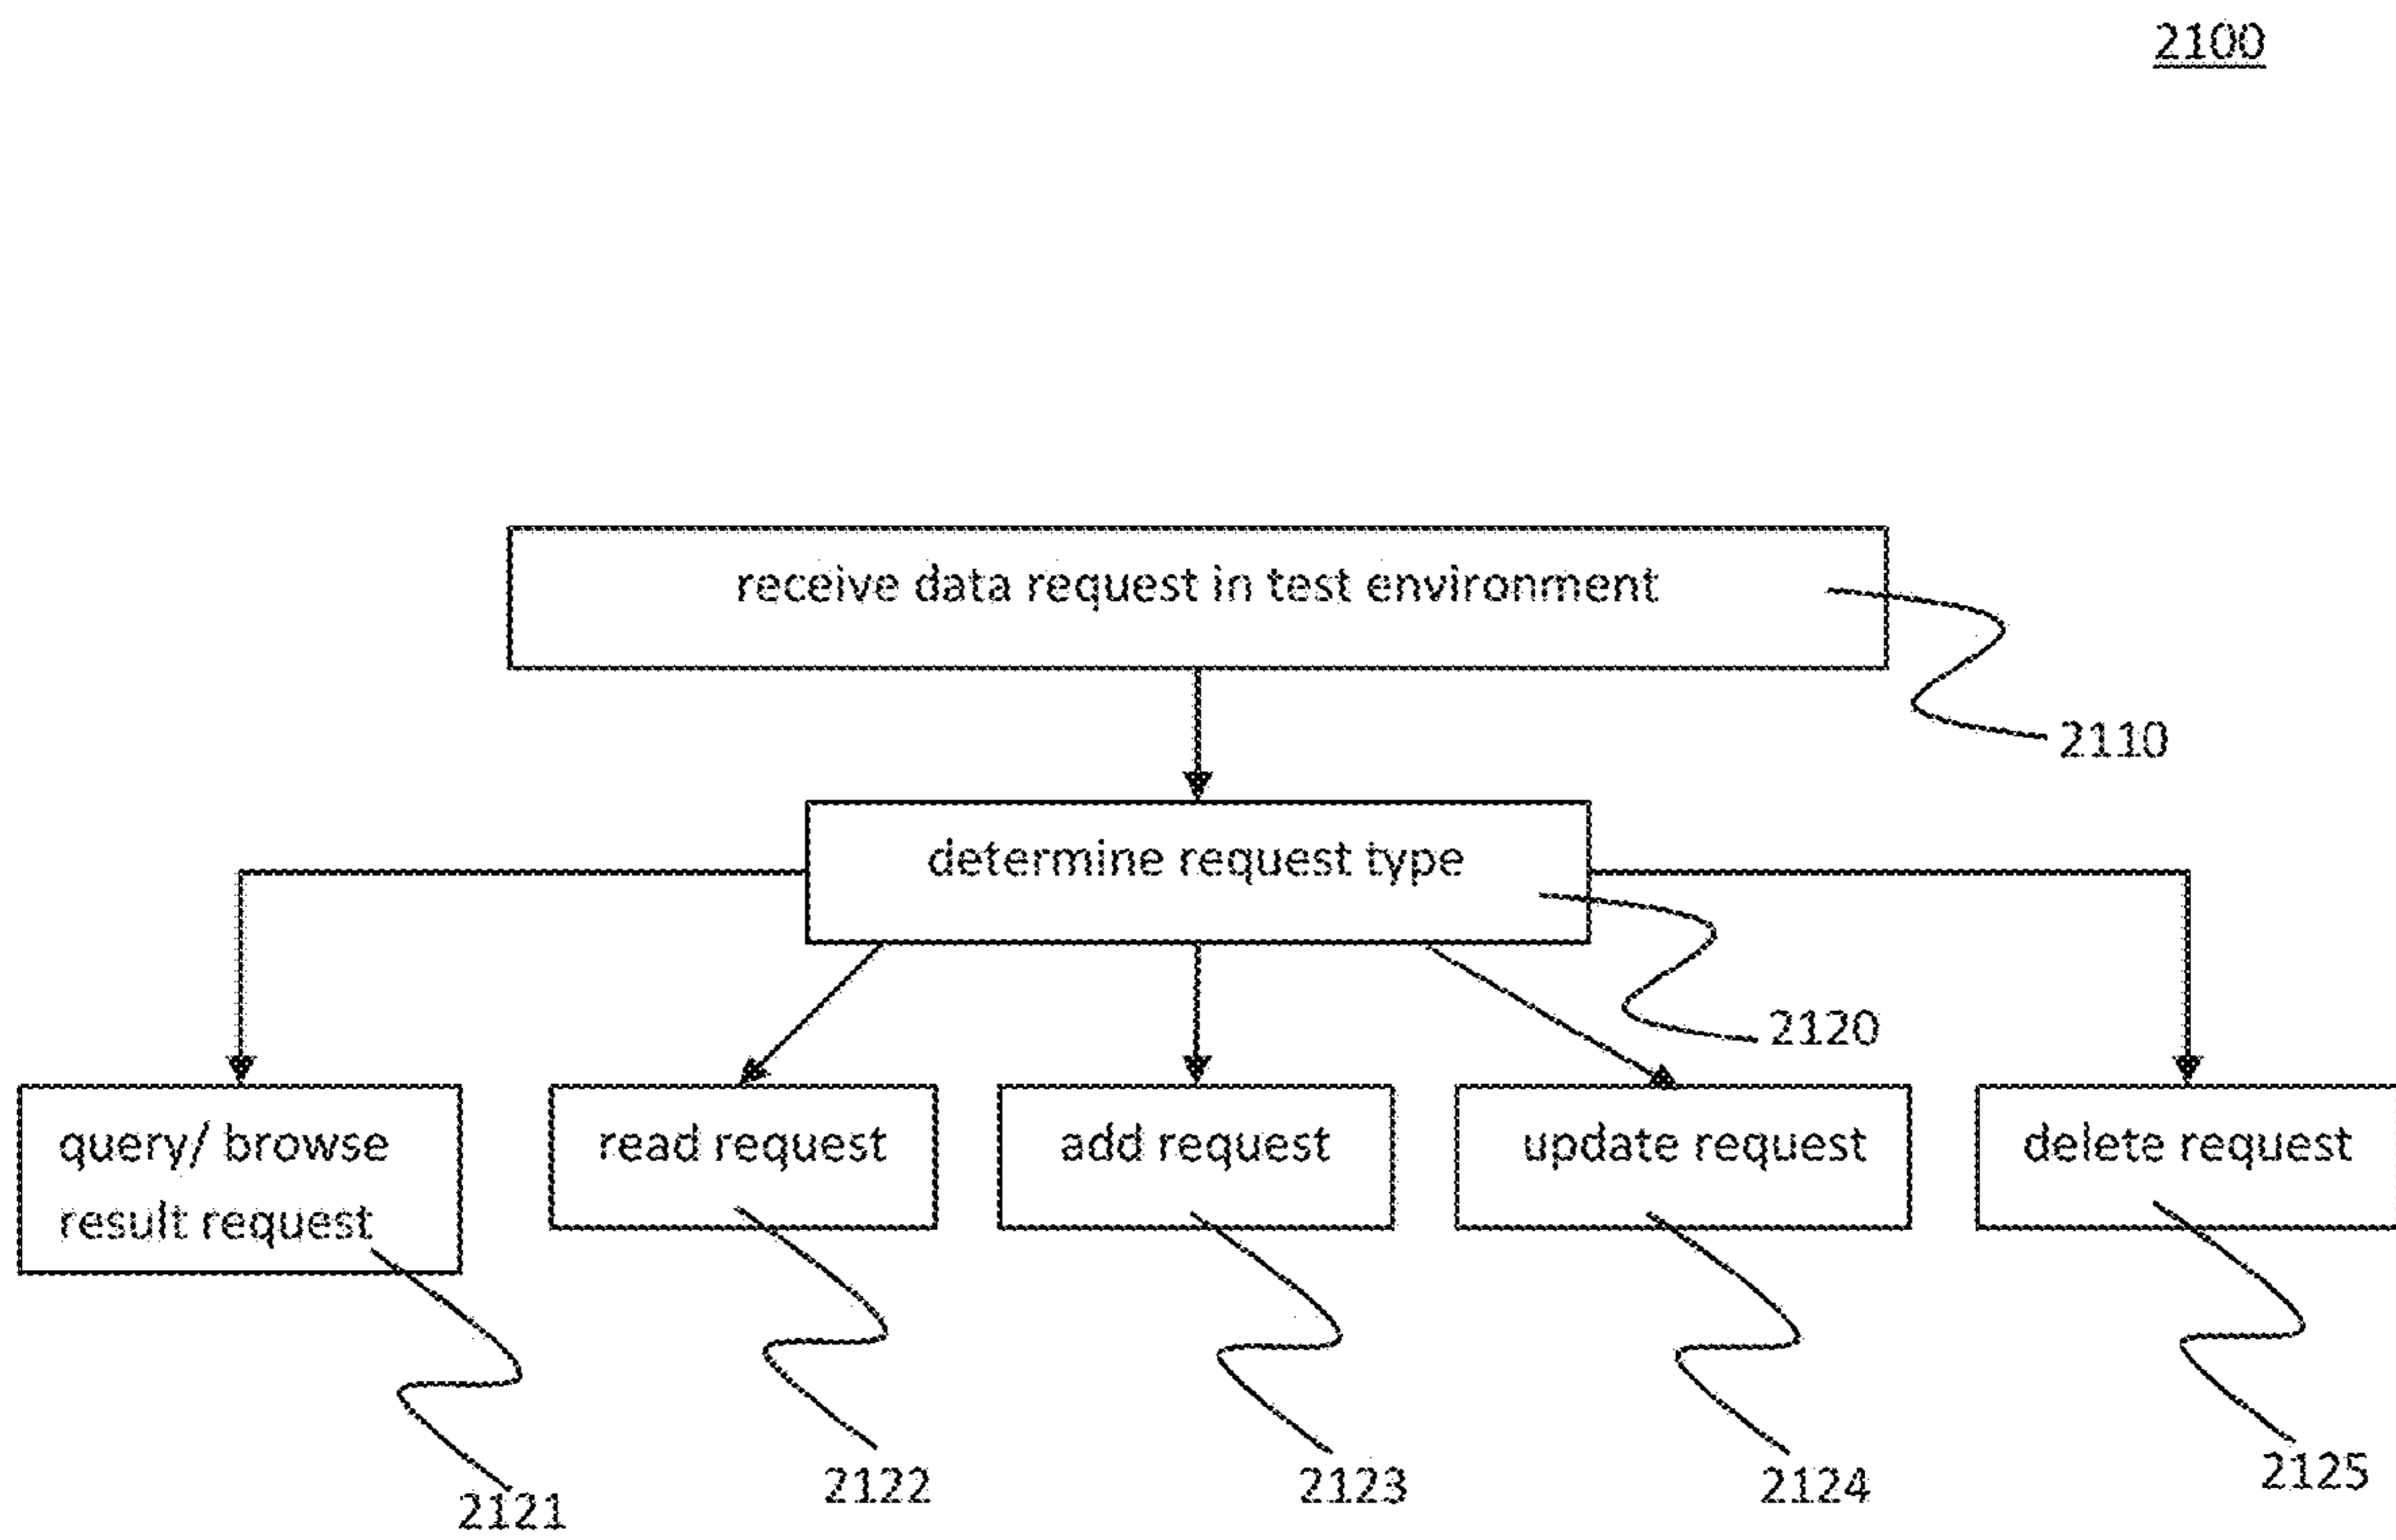 2100
receive data request in test environment
2110
determine request type
2120
query/ browse
result request
read request
add request
update request
delete request
2121
2122
2123
2124
2125